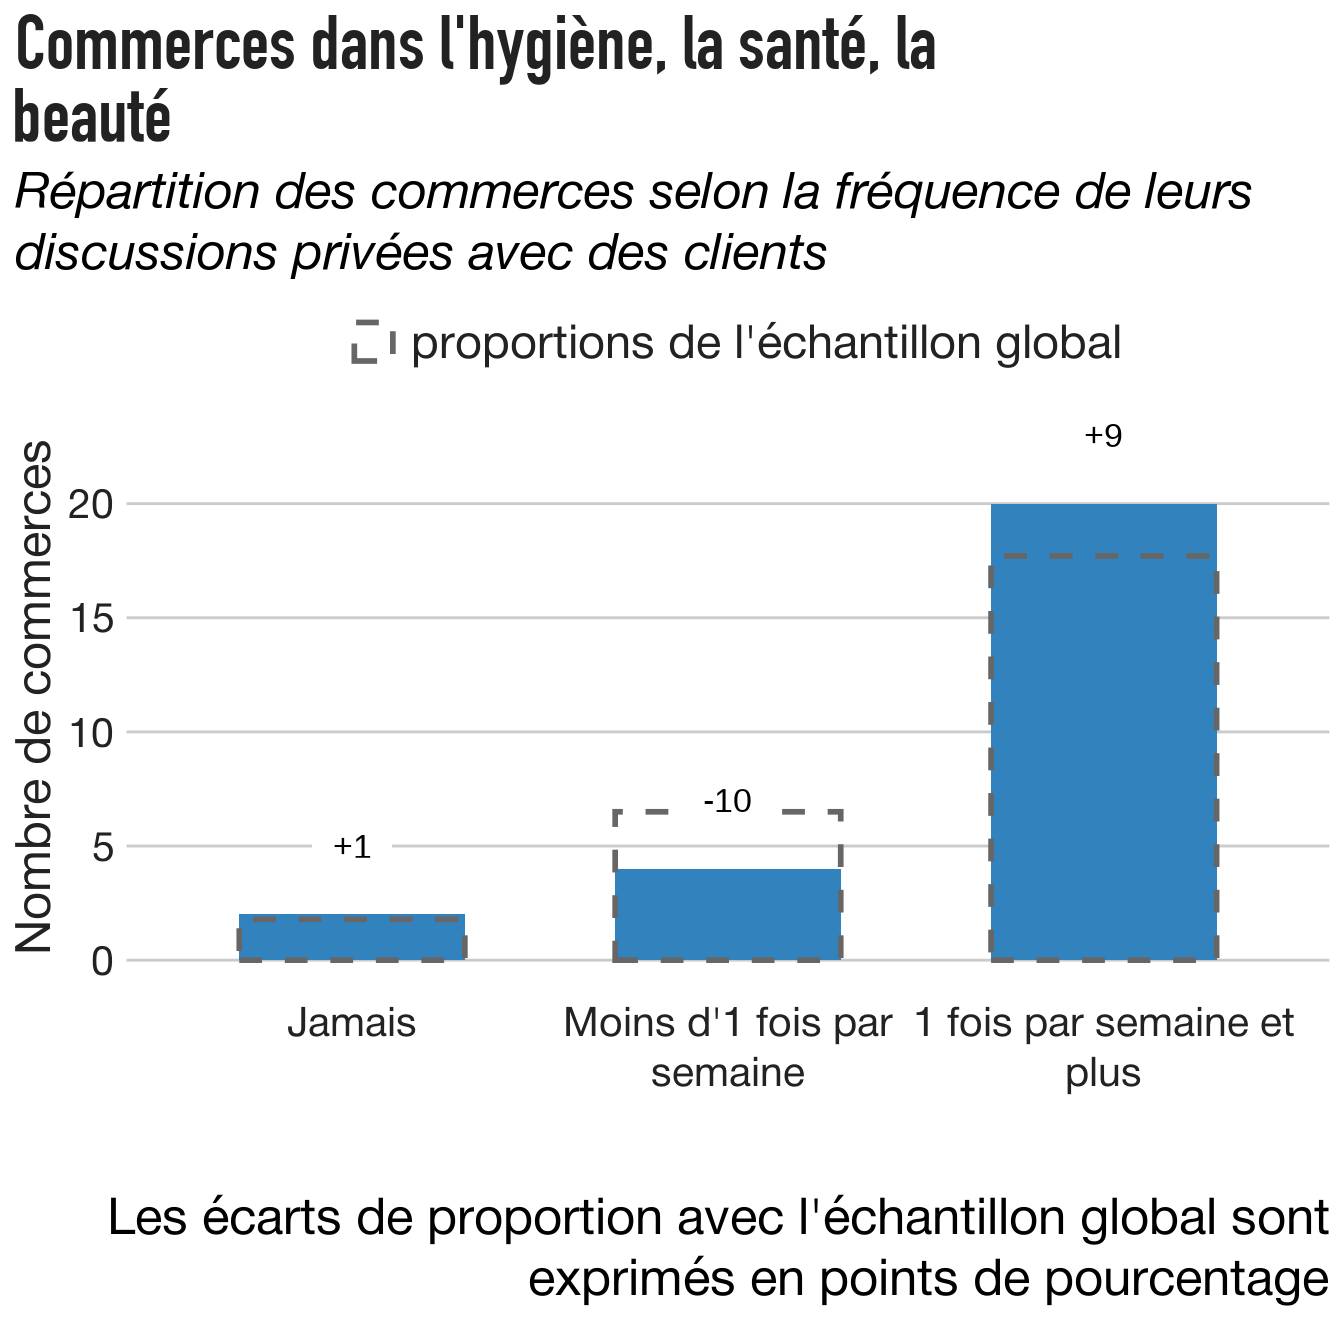 Commerces dans l'hygiène, la santé, la
beauté
Répartition des commerces selon la fréquence de leurs
discussions privées avec des clients
proportions de l'échantillon global
Nombre de commerces
+9
20
15
10
-10
5
+1
0
Jamais
Moins d'1 fois par
semaine
1 fois par semaine et
plus
Les écarts de proportion avec l'échantillon global sont
exprimés en points de pourcentage